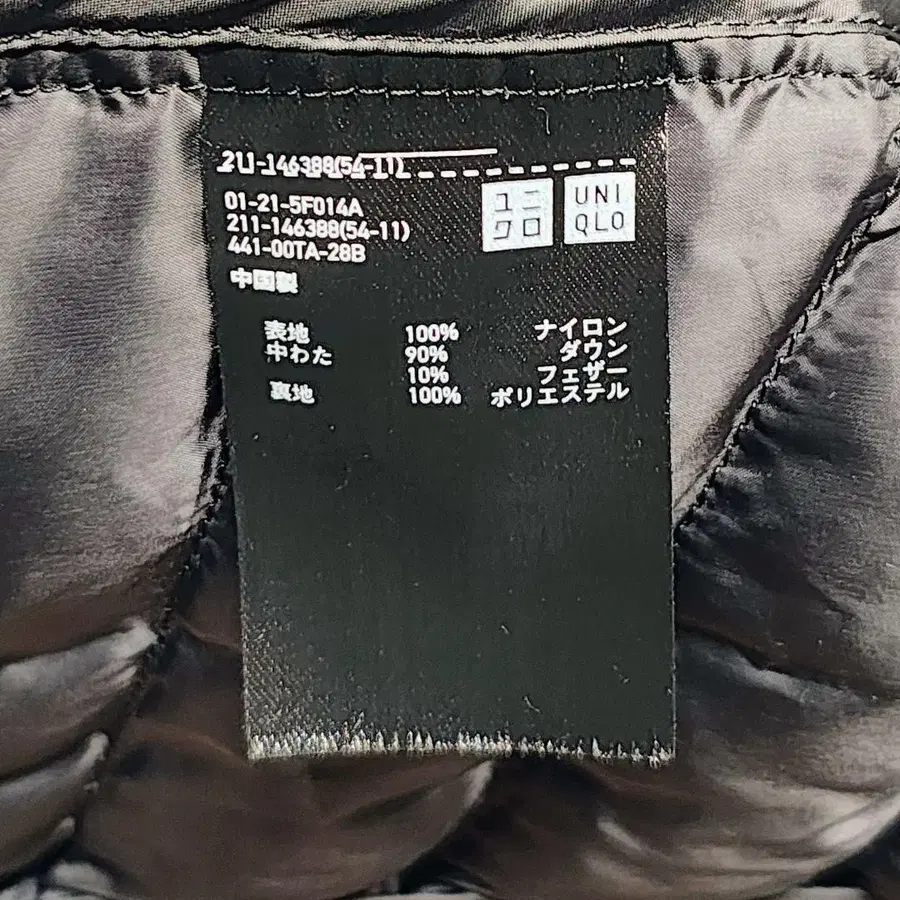 211-146388(54-11)
01-21-5F014A
211-146388(54-11)
441-00TA-28B
中国製
ユニ
クロ
UNI
QLO
表地 100% ナイロン
中わた 90% ダウン
10% フェザー
裏地 100% ポリエステル